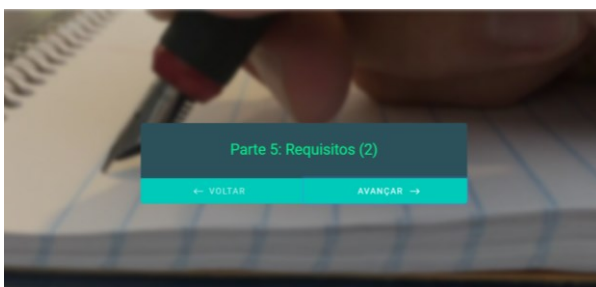 Parte 5: Requisitos (2)
← VOLTAR
AVANÇAR →